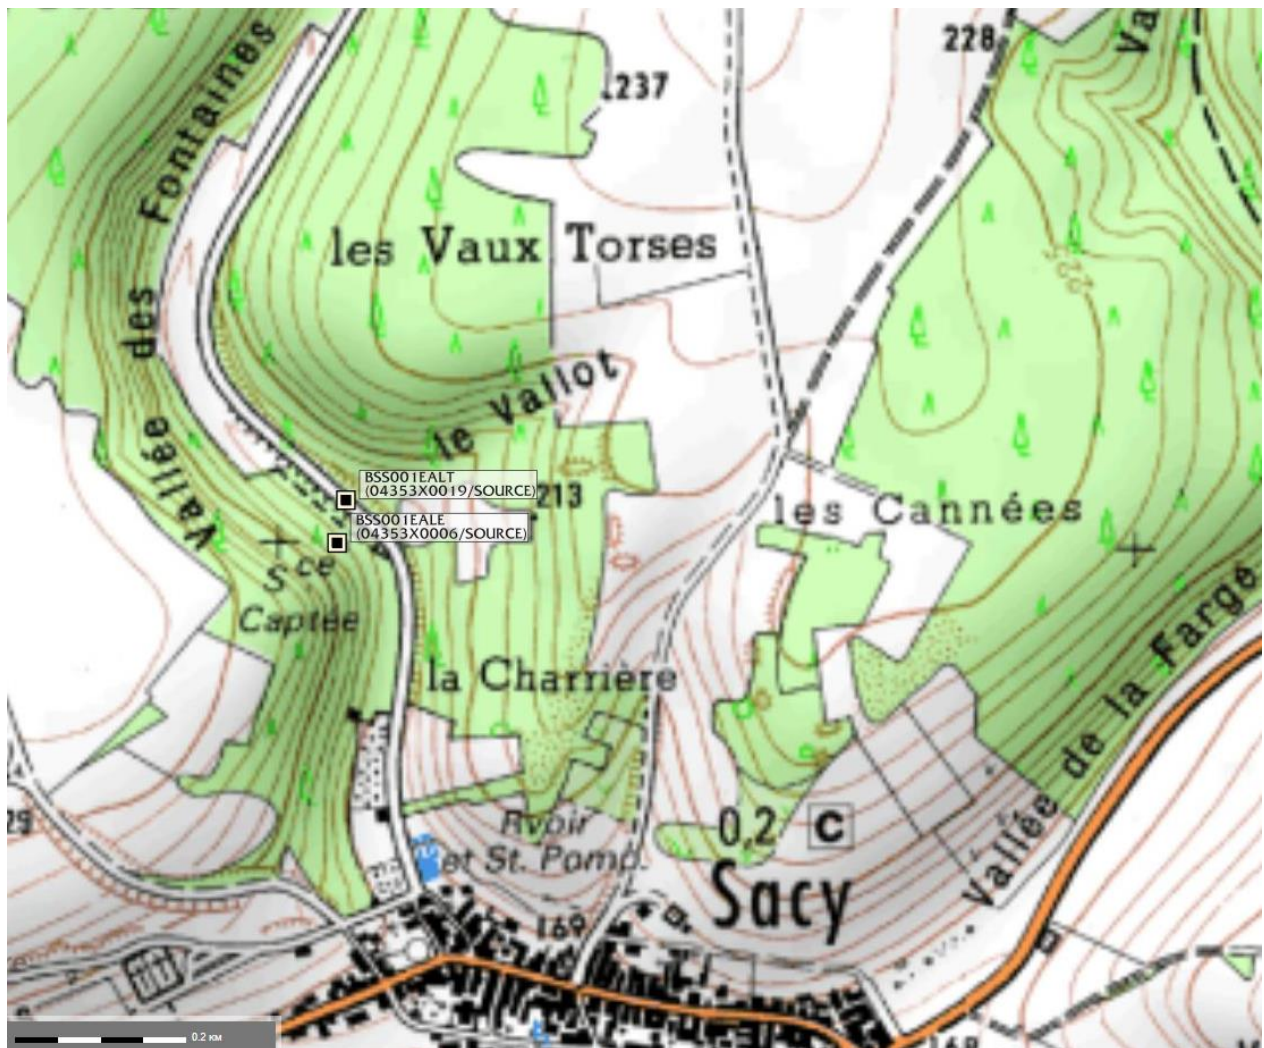 228
Va
237
Vallée des Fontaines
les Vaux Torses
le Vallot
BSS001EALT
(04353X0019/SOURCE)
213
BSS001EALE
(04353X0006/SOURCE)
les Cannées
Sce
Captée
la Charrière
Vallée de la Farge
29
Rvoir
et St. Pomp.
0,2 C
Sacy
169
168
0.2 KM